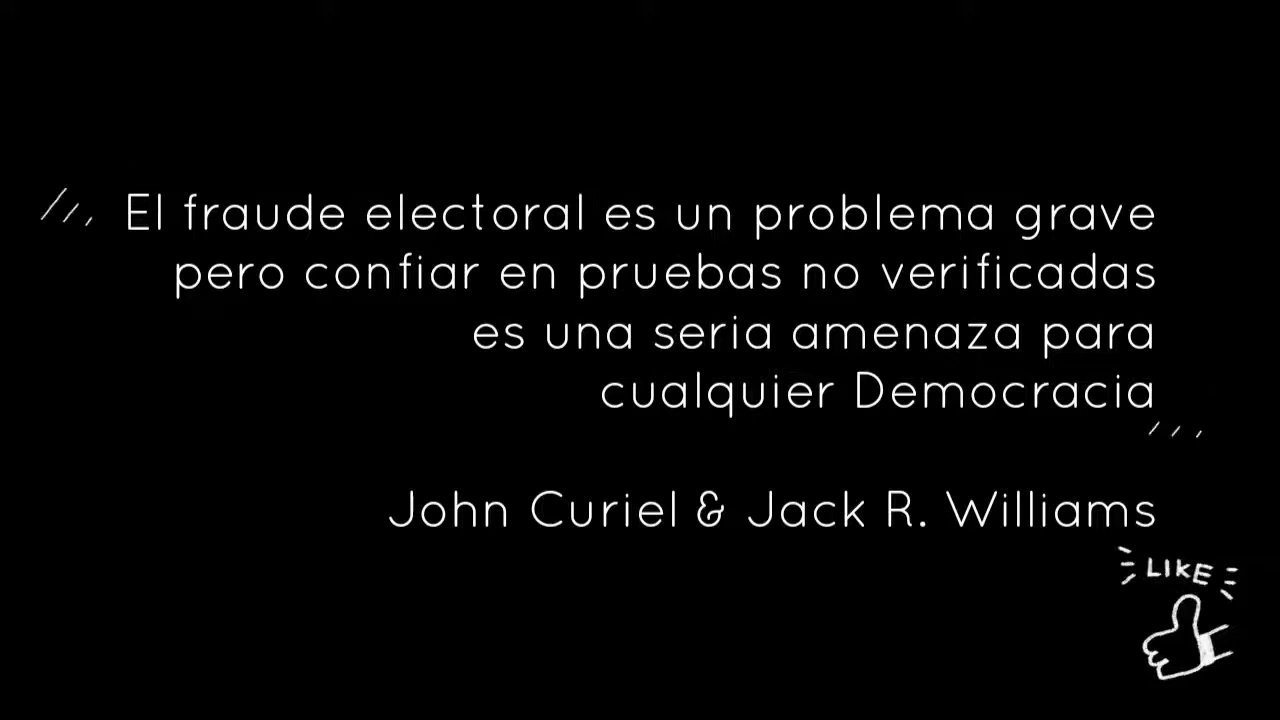 El fraude electoral es un problema grave
pero confiar en pruebas no verificadas
es una seria amenaza para
cualquier Democracia
John Curiel & Jack R. Williams
LIKE